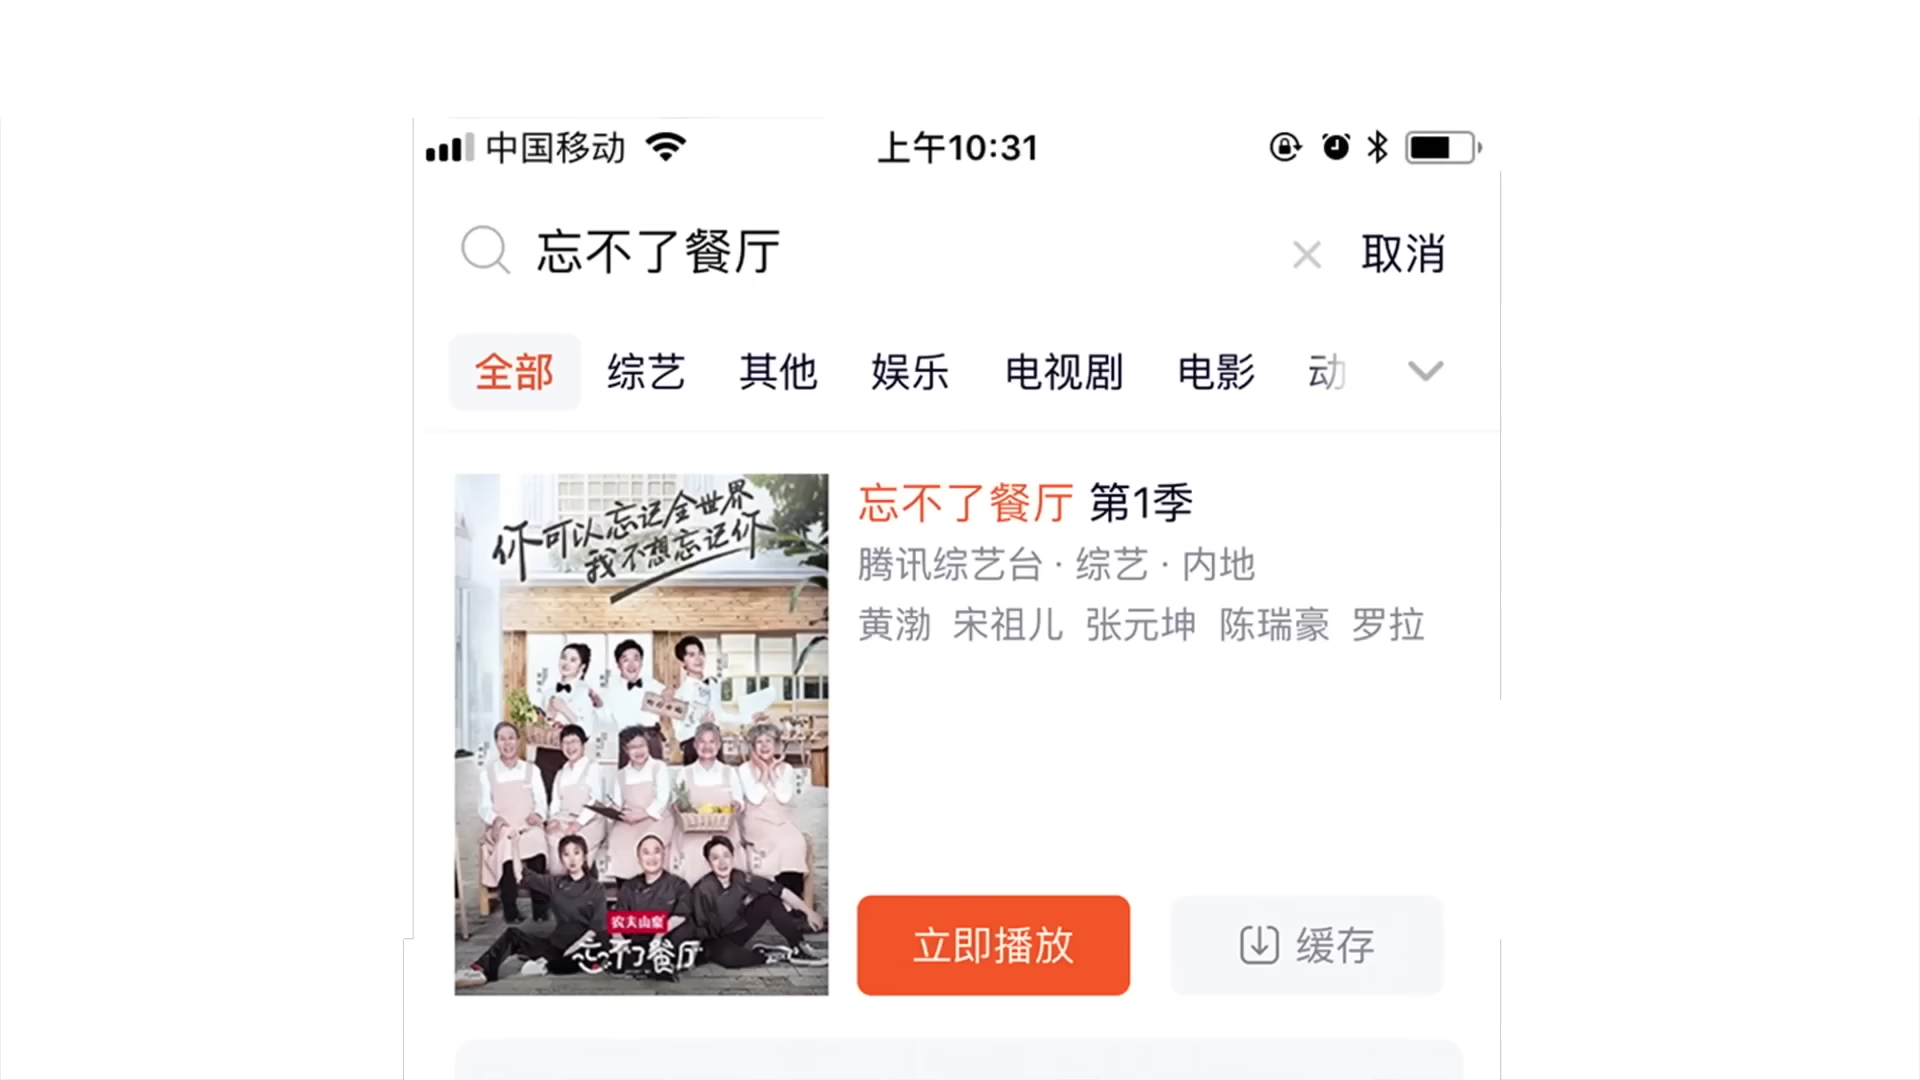 中国移动
上午10:31
忘不了餐厅
取消
全部 综艺 其他 娱乐 电视剧 电影 动
你可以忘记全世界
我不想忘记你
农夫山泉
忘不了餐厅
忘不了餐厅 第1季
腾讯综艺台 · 综艺 · 内地
黄渤 宋祖儿 张元坤 陈瑞豪 罗拉
立即播放
缓存